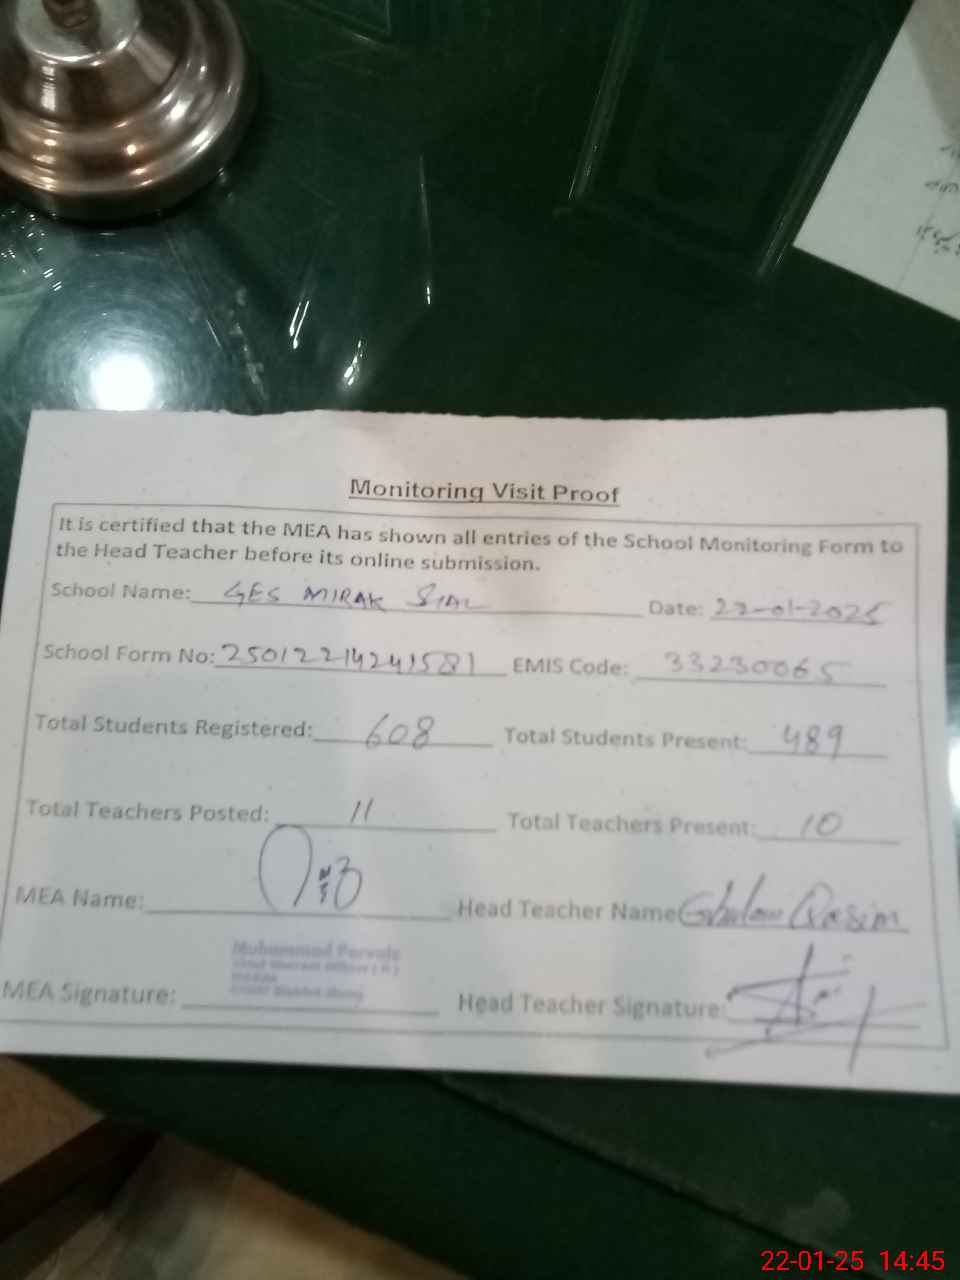 Monitoring Visit Proof
It is certified that the MEA has shown all entries of the School Monitoring Form to
the Head Teacher before its online submission.
School Name: GES MIRAK SIAL Date: 22-01-2025
School Form No: 25012214241581 EMIS Code: 33230065
Total Students Registered: 608 Total Students Present: 489
Total Teachers Posted: 11 Total Teachers Present: 10
MEA Name: Head Teacher Name Ghulam Qasim
Muhammad Parvaiz
MEA Signature: Head Teacher Signature:
22-01-25 14:45